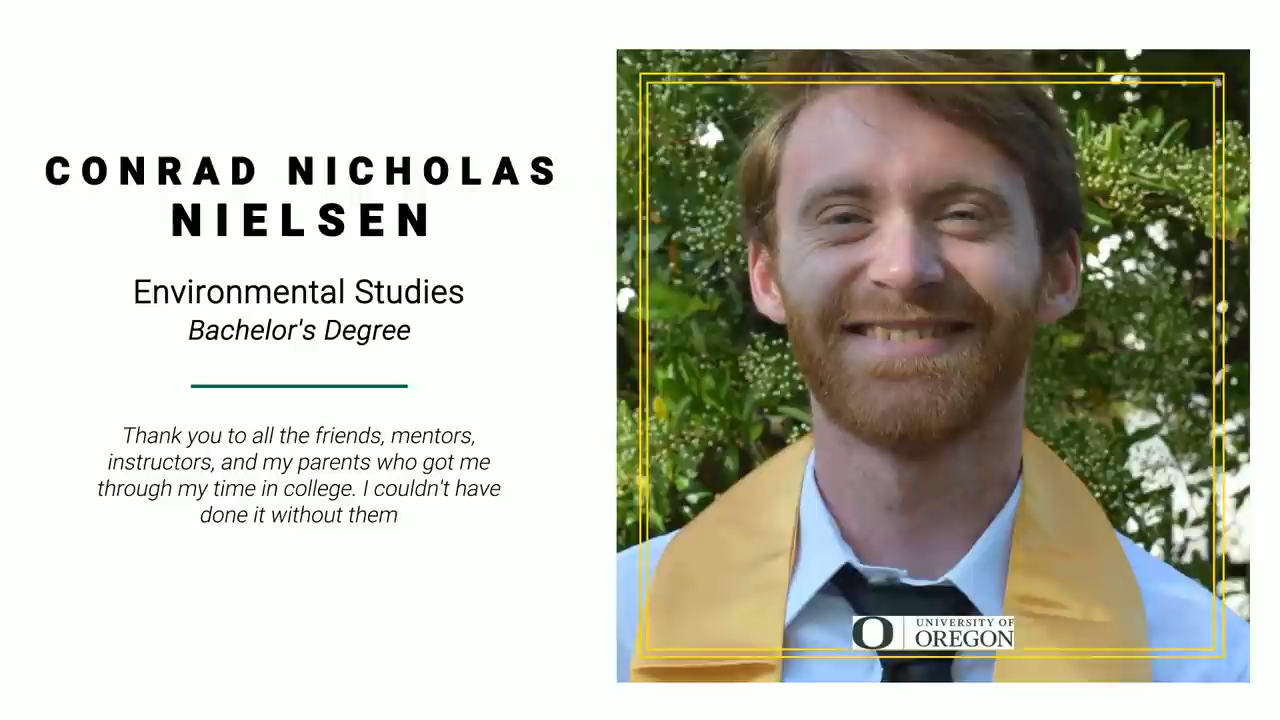 CONRAD NICHOLAS
NIELSEN
Environmental Studies
Bachelor's Degree
Thank you to all the friends, mentors,
instructors, and my parents who got me
through my time in college. I couldn't have
done it without them
O
UNIVERSITY OF
OREGON